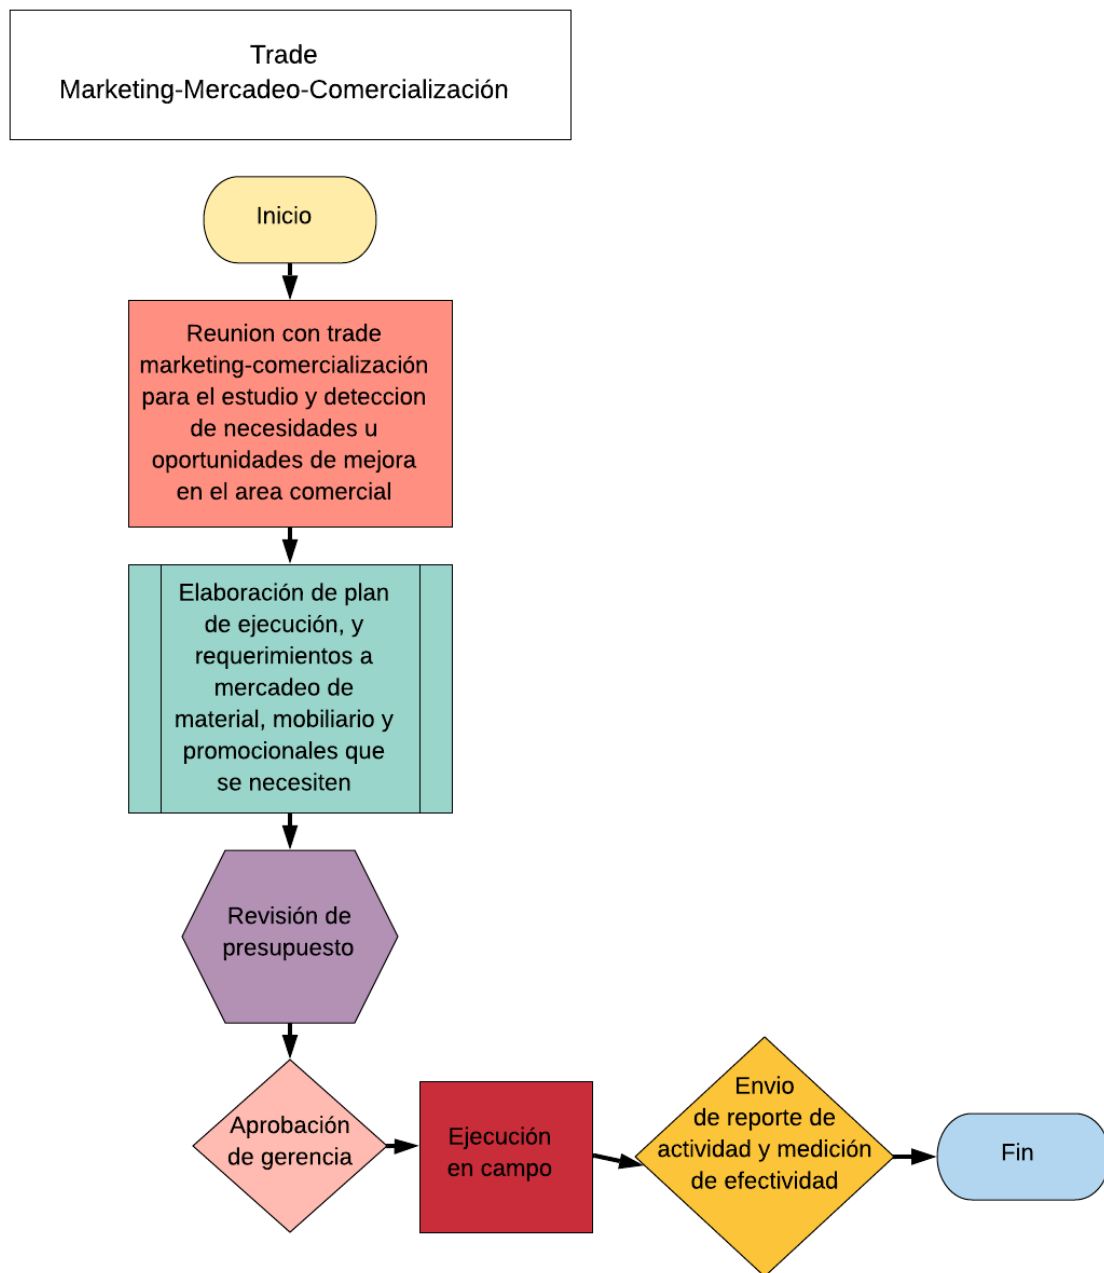 Trade
Marketing-Mercadeo-Comercialización
Inicio
Reunion con trade
marketing-comercialización
para el estudio y deteccion
de necesidades u
oportunidades de mejora
en el area comercial
Elaboración de plan
de ejecución, y
requerimientos a
mercadeo de
material, mobiliario y
promocionales que
se necesiten
Revisión de
presupuesto
Aprobación
de gerencia
Ejecución
en campo
Envio
de reporte de
actividad y medición
de efectividad
Fin